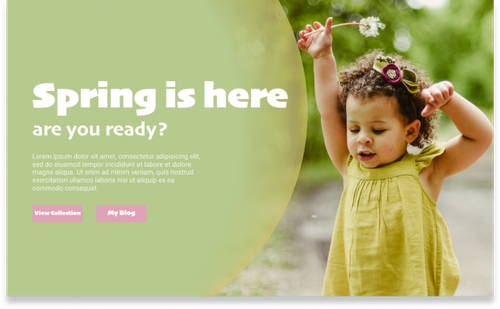 Spring is here
are you ready?
Lorem ipsum dolor sit amet, consectetur adipisicing elit,
sed do eiusmod tempor incididunt ut labore et dolore
magna aliqua. Ut enim ad minim veniam, quis nostrud
exercitation ullamco laboris nisi ut aliquip ex ea
commodo consequat.
View Collection
My Blog